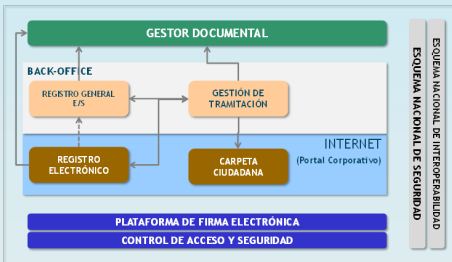 GESTOR DOCUMENTAL
BACK-OFFICE
REGISTRO GENERAL
E/S
GESTIÓN DE
TRAMITACIÓN
INTERNET
(Portal Corporativo)
REGISTRO
ELECTRÓNICO
CARPETA
CIUDADANA
PLATAFORMA DE FIRMA ELECTRÓNICA
CONTROL DE ACCESO Y SEGURIDAD
ESQUEMA NACIONAL DE SEGURIDAD
ESQUEMA NACIONAL DE INTEROPERABILIDAD